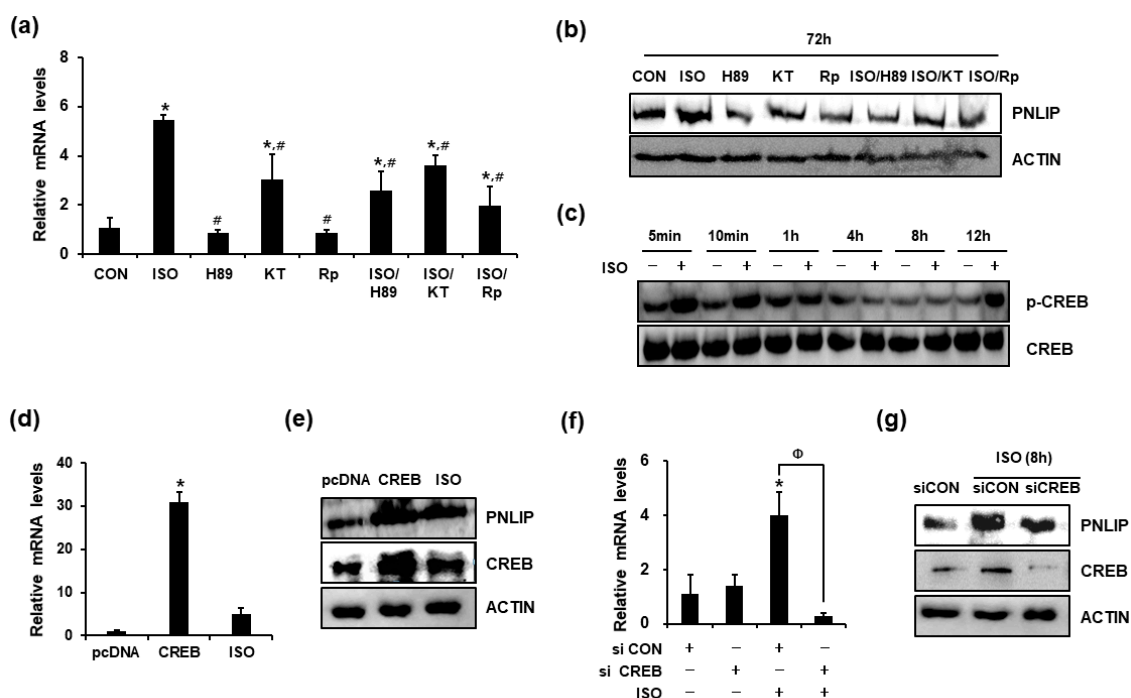 (a)
Relative mRNA levels
8
6
4
2
0
*
#
*,#
#
*,#
*,#
*,#
CON ISO H89 KT Rp ISO/ ISO/ ISO/
H89 KT Rp
(b)
72h
CON ISO H89 KT Rp ISO/H89 ISO/KT ISO/Rp
PNLIP
ACTIN
(c)
5min 10min 1h 4h 8h 12h
ISO − + − + − + − + − + − +
p-CREB
CREB
(d)
Relative mRNA levels
40
30
20
10
0
*
pcDNA CREB ISO
(e)
pcDNA CREB ISO
PNLIP
CREB
ACTIN
(f)
Relative mRNA levels
6
4
2
0
Φ
*
si CON + − + −
si CREB − + − +
ISO − − + +
(g)
ISO (8h)
siCON siCON siCREB
PNLIP
CREB
ACTIN